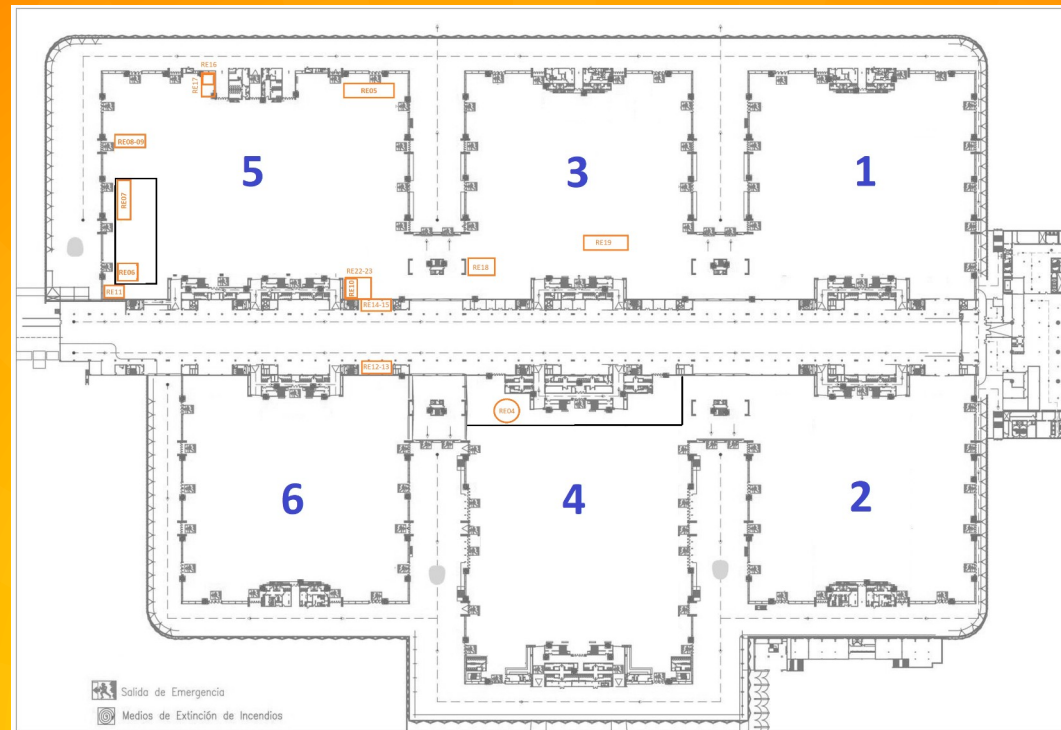 RE16
RE17
RE05
RE08-09
5
3
1
RE07
RE19
RE06
RE18
RE22-23
RE10
RE11
RE14-15
RE12-13
RE04
6
4
2
Salida de Emergencia
Medios de Extinción de Incendios